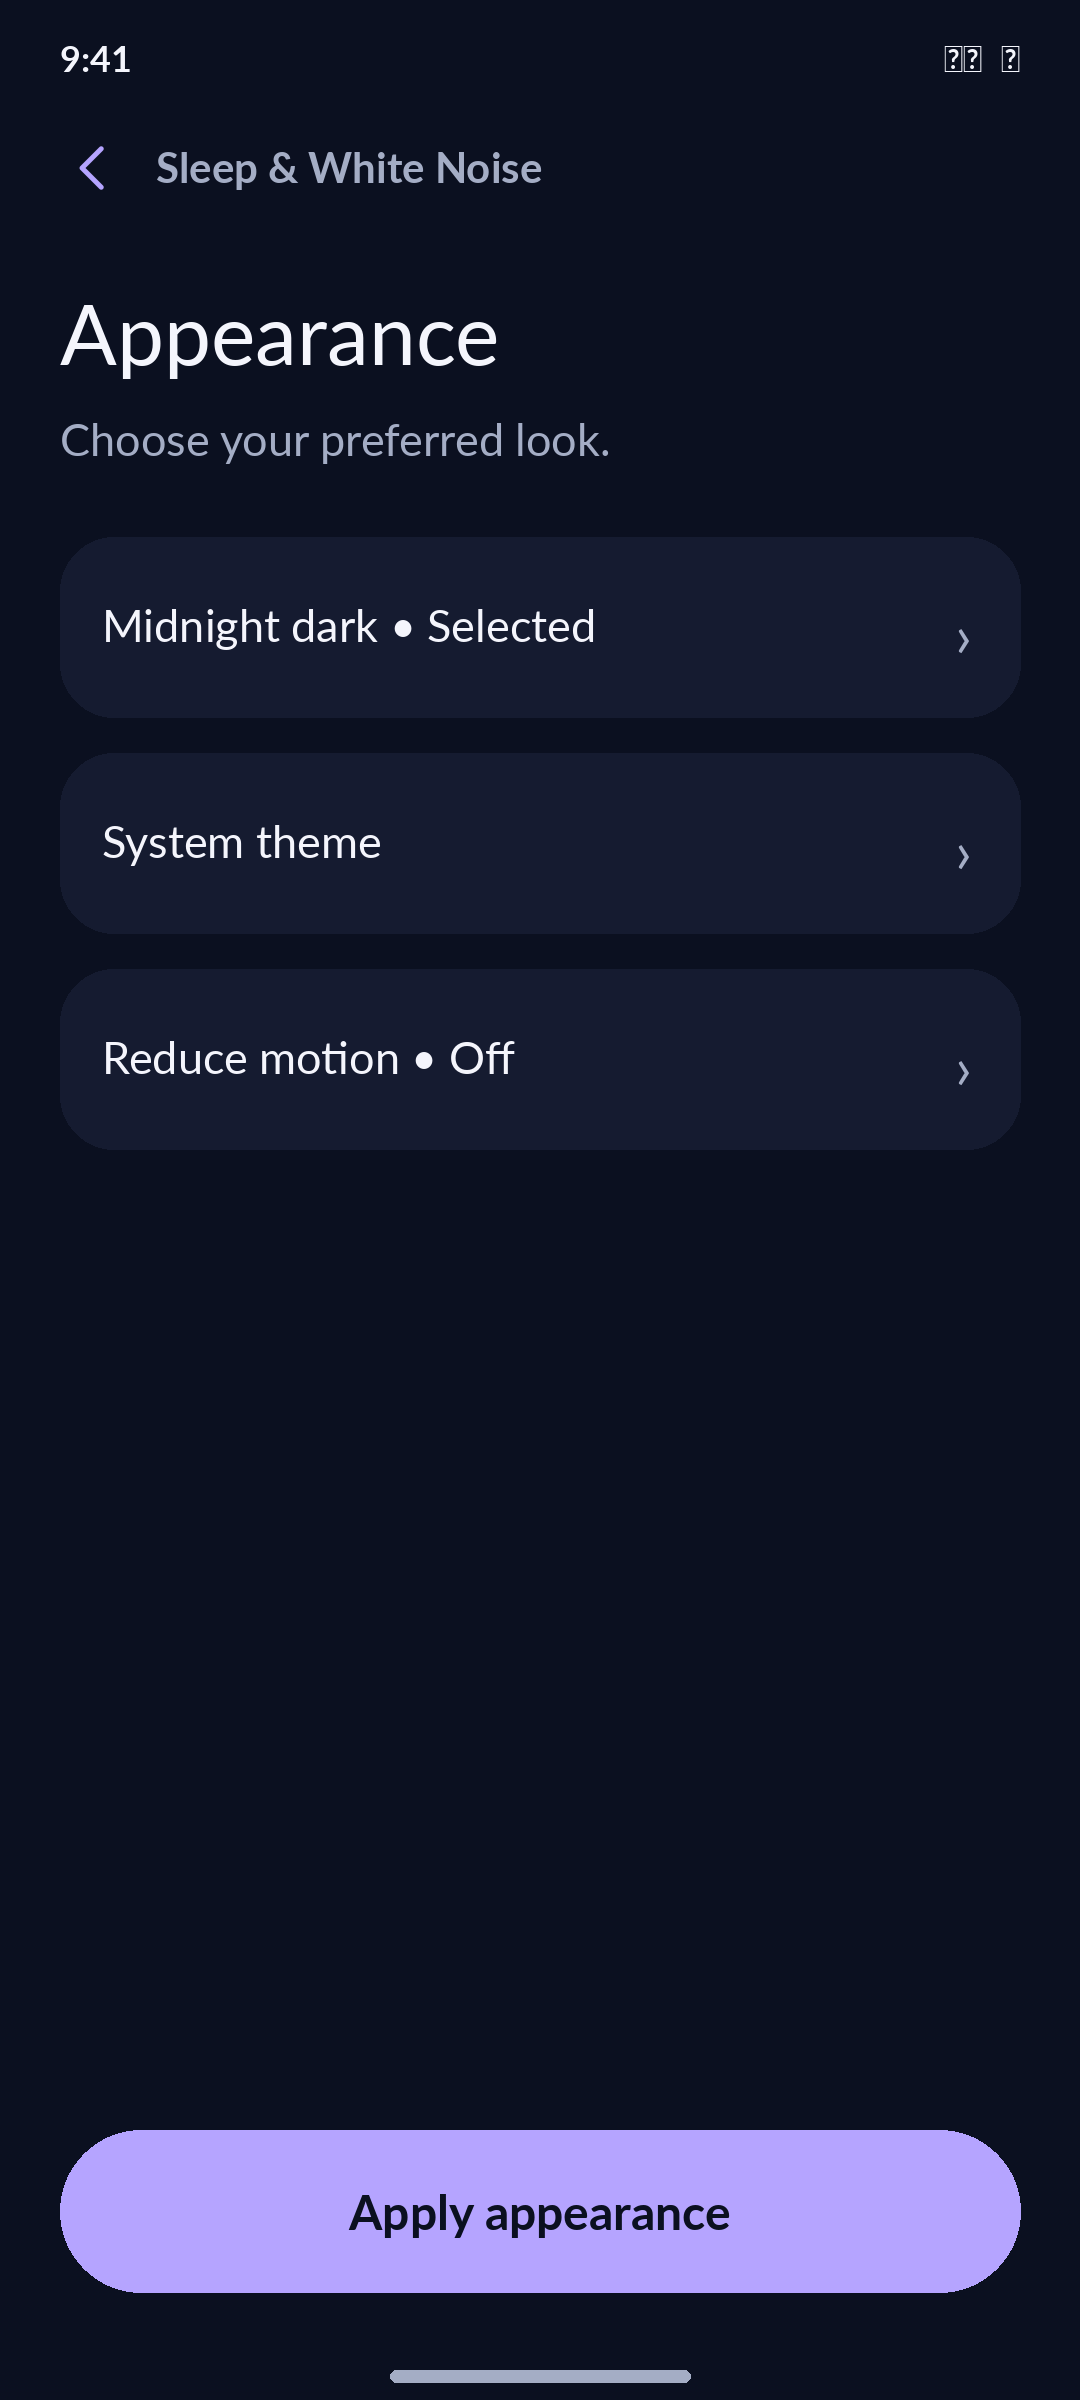 9:41
Sleep & White Noise
Appearance
Choose your preferred look.
Midnight dark • Selected
System theme
Reduce motion • Off
Apply appearance